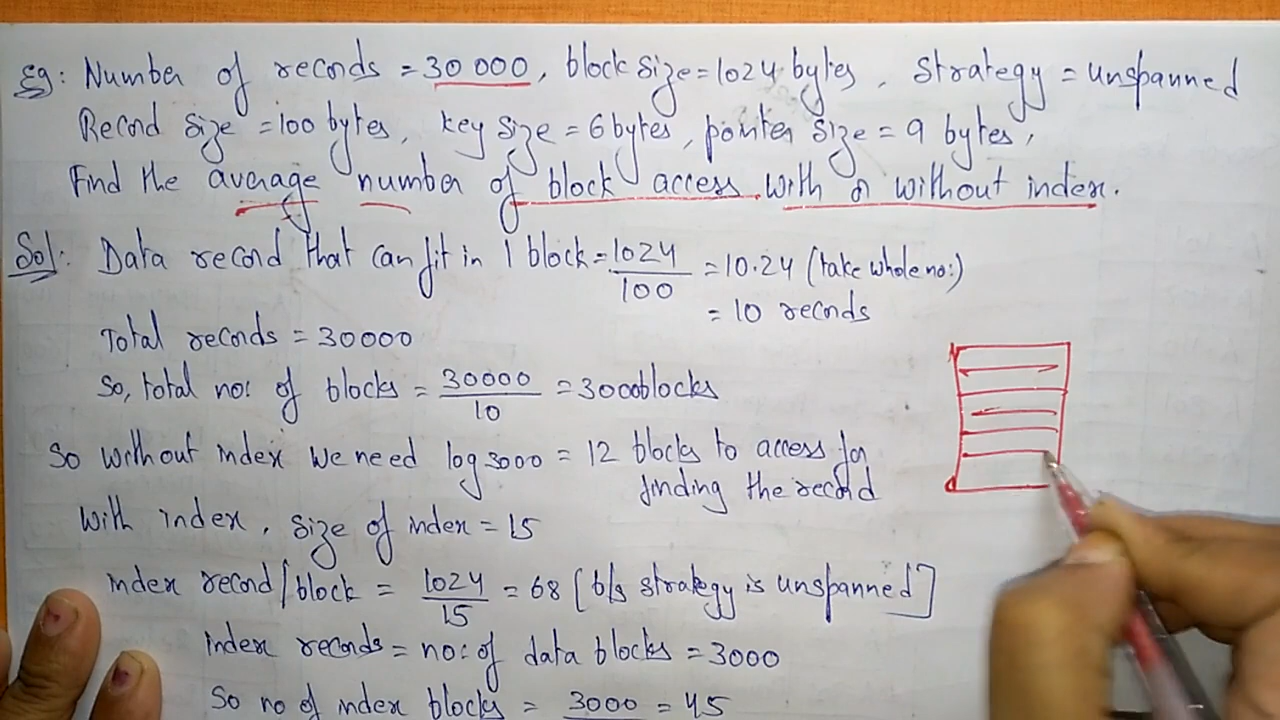 Eg: Number of records = 30 000, block size = 1024 bytes, Strategy = unspanned
Record size = 100 bytes, key size = 6 bytes, pointer size = 9 bytes,
Find the average number of block access with & without index.
Sol: Data record that can fit in 1 block = 1024/100 = 10.24 (take whole no:)
= 10 records
Total records = 30000
So, total no: of blocks = 30000/10 = 3000 blocks
So without index we need log 3000 = 12 blocks to access for
finding the record
With index, size of index = 15
Index record/block = 1024/15 = 68 [b/s strategy is unspanned]
Index records = no: of data blocks = 3000
So no of index blocks = 3000 = 45